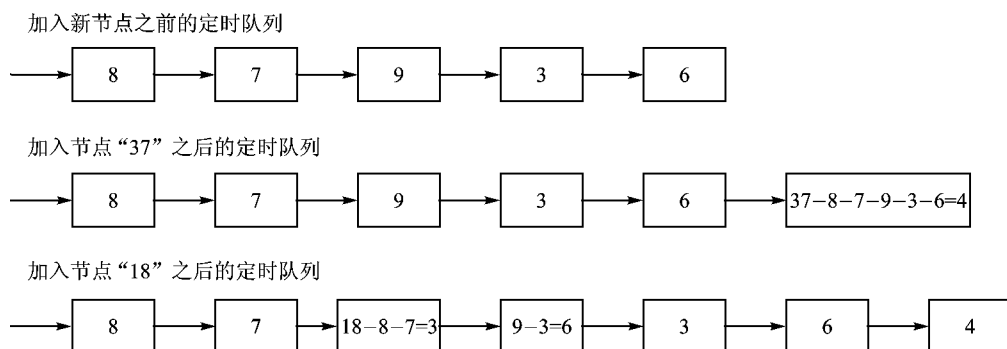 加入新节点之前的定时队列
8 7 9 3 6
加入节点“37”之后的定时队列
8 7 9 3 6 37−8−7−9−3−6=4
加入节点“18”之后的定时队列
8 7 18−8−7=3 9−3=6 3 6 4